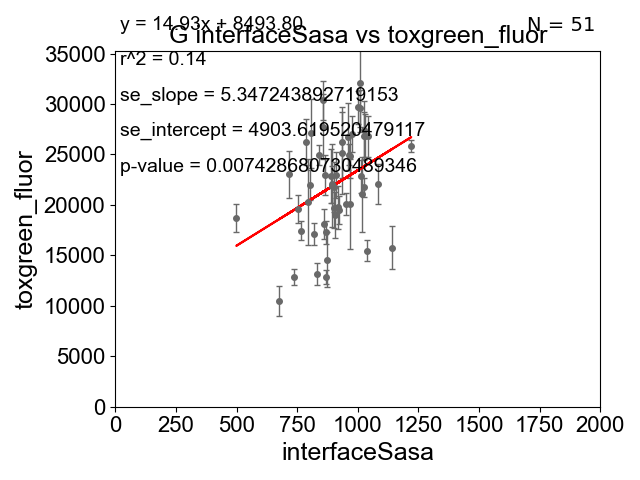 y = 14.93x + 8493.80
N = 51
G interfaceSasa vs toxgreen_fluor
r^2 = 0.14
se_slope = 5.347243892719153
se_intercept = 4903.619520479117
p-value = 0.007428680730489346
toxgreen_fluor
35000
30000
25000
20000
15000
10000
5000
0
0 250 500 750 1000 1250 1500 1750 2000
interfaceSasa